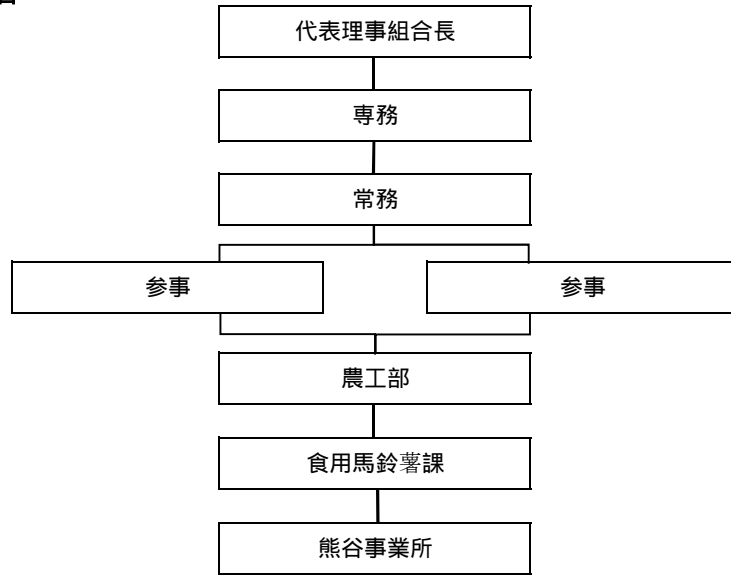 代表理事組合長
専務
常務
参事
参事
農工部
食用馬鈴薯課
熊谷事業所